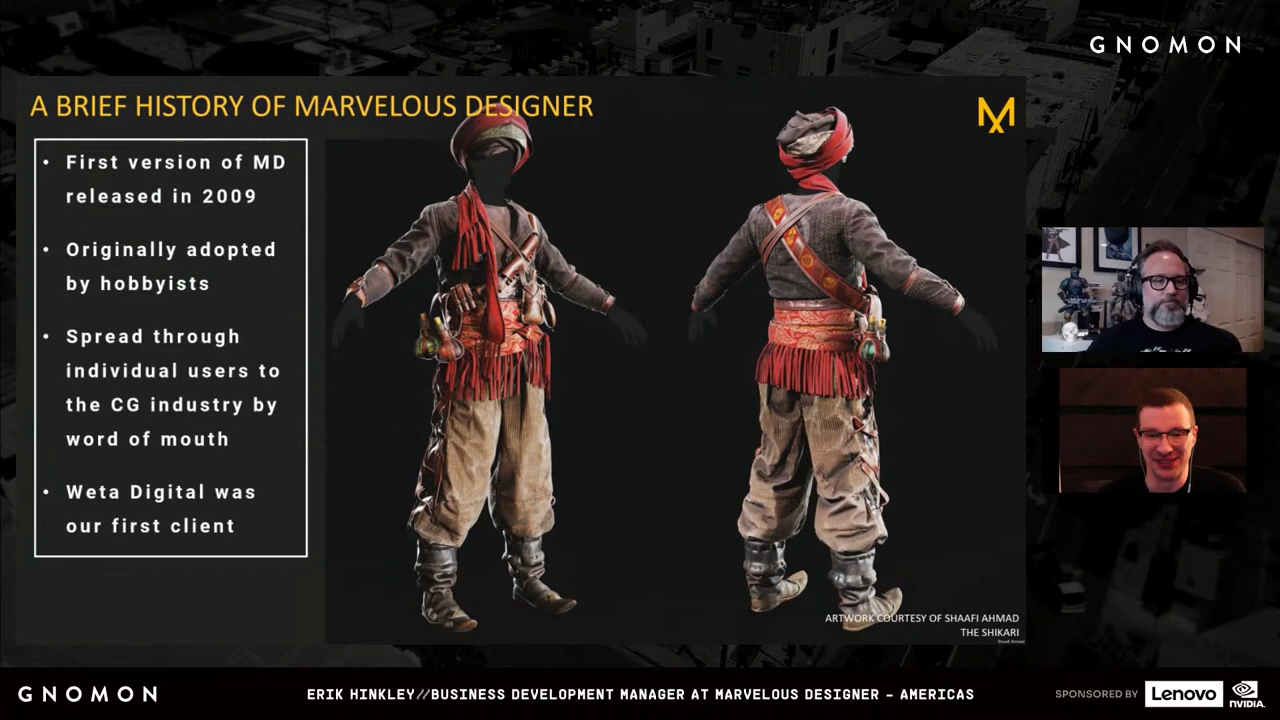 GNOMON
A BRIEF HISTORY OF MARVELOUS DESIGNER
• First version of MD
released in 2009
• Originally adopted
by hobbyists
• Spread through
individual users to
the CG industry by
word of mouth
• Weta Digital was
our first client
ARTWORK COURTESY OF SHAAFI AHMAD
THE SHIKARI
Shaafi Ahmad
GNOMON
ERIK HINKLEY//BUSINESS DEVELOPMENT MANAGER AT MARVELOUS DESIGNER - AMERICAS
SPONSORED BY Lenovo NVIDIA.